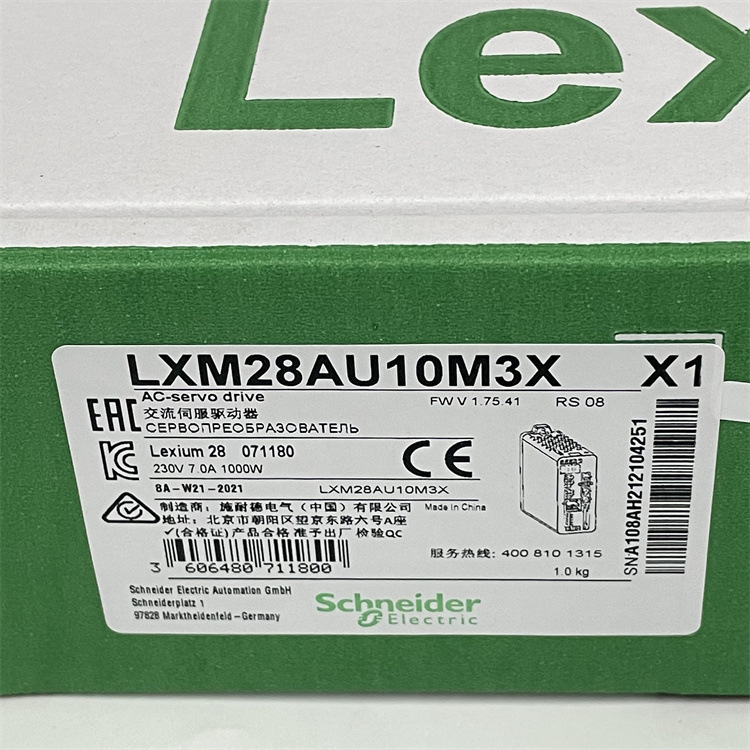 Lex
LXM28AU10M3X X1
AC-servo drive FW V 1.75.41 RS 08
EAC 交流伺服驱动器
СЕРВОПРЕОБРАЗОВАТЕЛЬ
Lexium 28 071180
230V 7.0A 1000W
CE
8A-W21-2021 LXM28AU10M3X
制造商: 施耐德电气（中国）有限公司 Made in China
地址: 北京市朝阳区望京东路六号A座
√(合格证)产品合格 准予出厂 检验QC
服务热线: 400 810 1315
3 606480 711800 1.0 kg
SNA108AH212104251
Schneider Electric Automation GmbH
Schneiderplatz 1
97828 Marktheidenfeld - Germany
Schneider
Electric